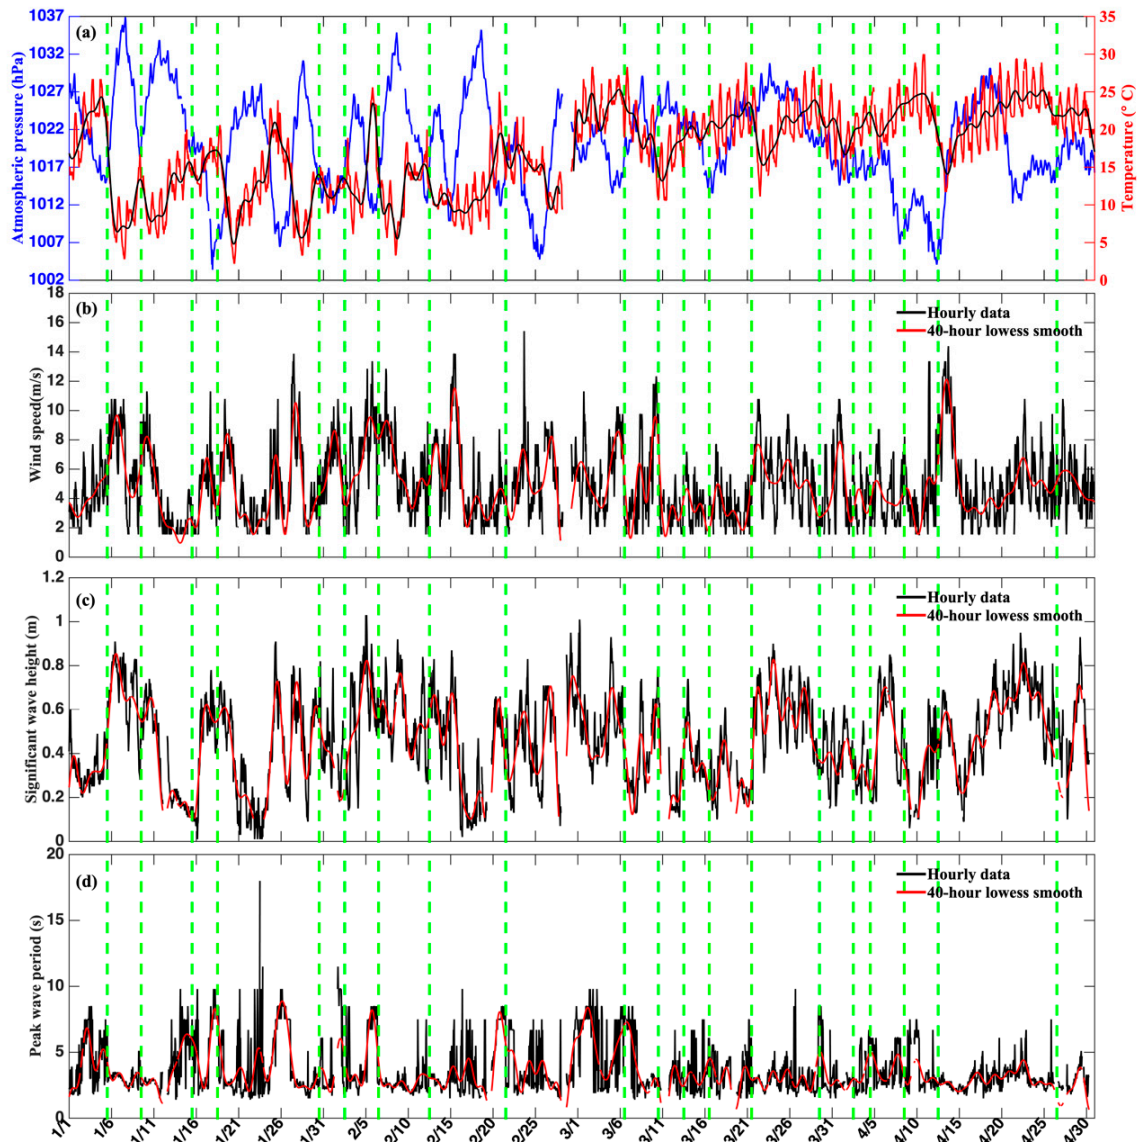 (a)
Atmospheric pressure (hPa)
1037
1032
1027
1022
1017
1012
1007
1002
35
30
25
20
15
10
5
0
Temperature (° C)
(b)
Wind speed(m/s)
18
16
14
12
10
8
6
4
2
0
Hourly data
40-hour lowess smooth
(c)
Significant wave height (m)
1.2
1
0.8
0.6
0.4
0.2
0
Hourly data
40-hour lowess smooth
(d)
Peak wave period (s)
20
15
10
5
0
Hourly data
40-hour lowess smooth
1/1 1/6 1/11 1/16 1/21 1/26 1/31 2/5 2/10 2/15 2/20 2/25 3/1 3/6 3/11 3/16 3/21 3/26 3/31 4/5 4/10 4/15 4/20 4/25 4/30